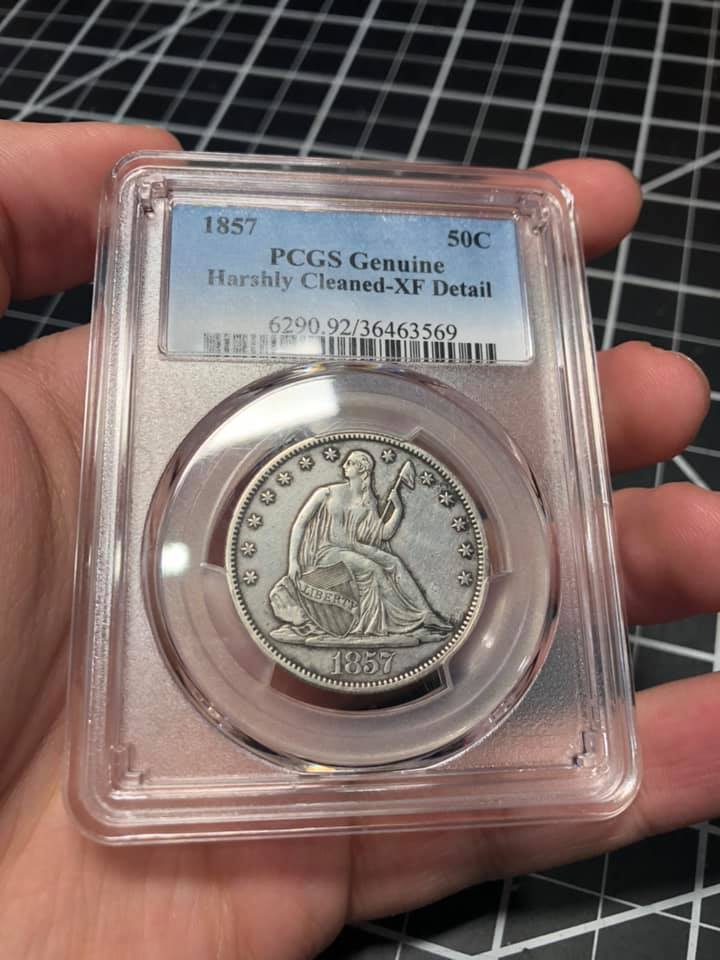 1857
50C
PCGS Genuine
Harshly Cleaned-XF Detail
6290.92/36463569
LIBERTY
1857